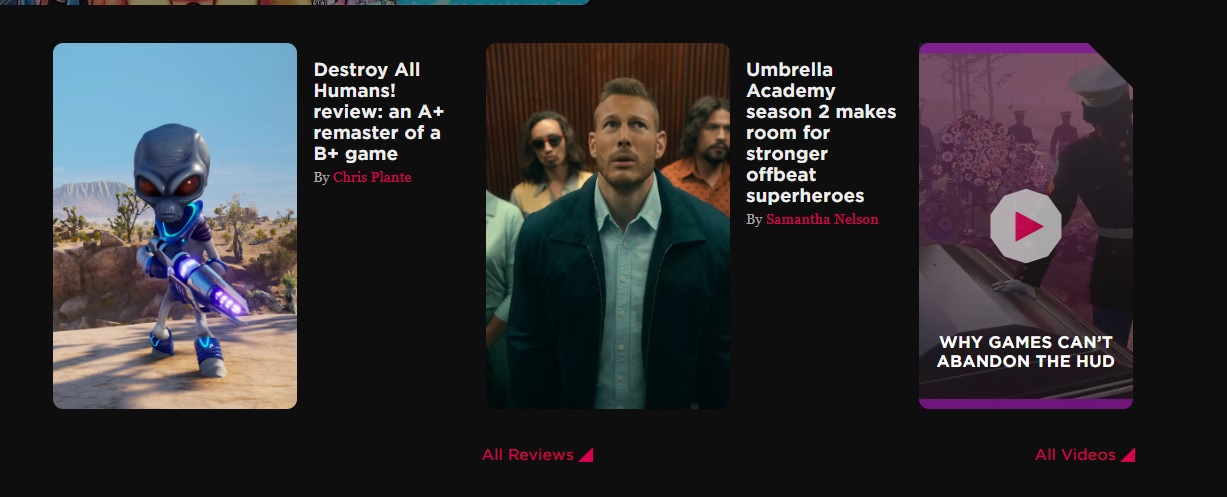 Destroy All
Humans!
review: an A+
remaster of a
B+ game
By Chris Plante
Umbrella
Academy
season 2 makes
room for
stronger
offbeat
superheroes
By Samantha Nelson
WHY GAMES CAN'T
ABANDON THE HUD
All Reviews
All Videos